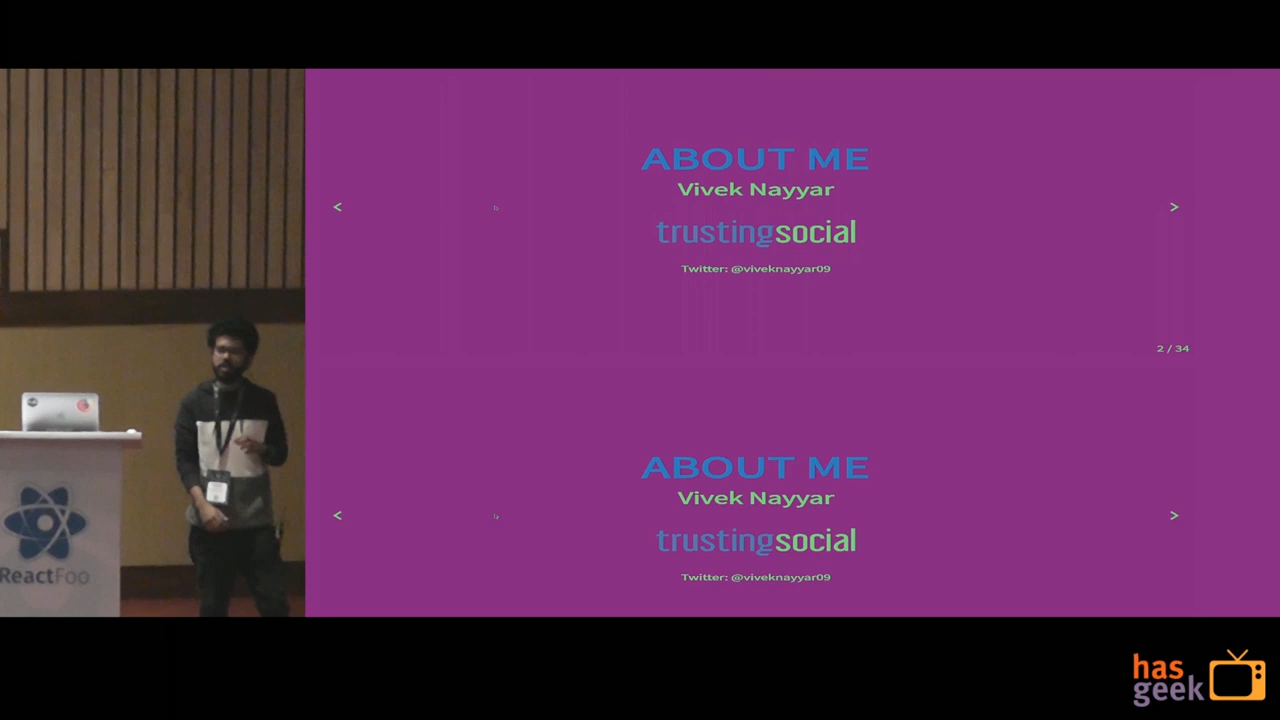 ABOUT ME
Vivek Nayyar
<
>
trustingsocial
Twitter: @viveknayyar09
2 / 34
ABOUT ME
Vivek Nayyar
<
>
trustingsocial
Twitter: @viveknayyar09
ReactFoo
has
geek